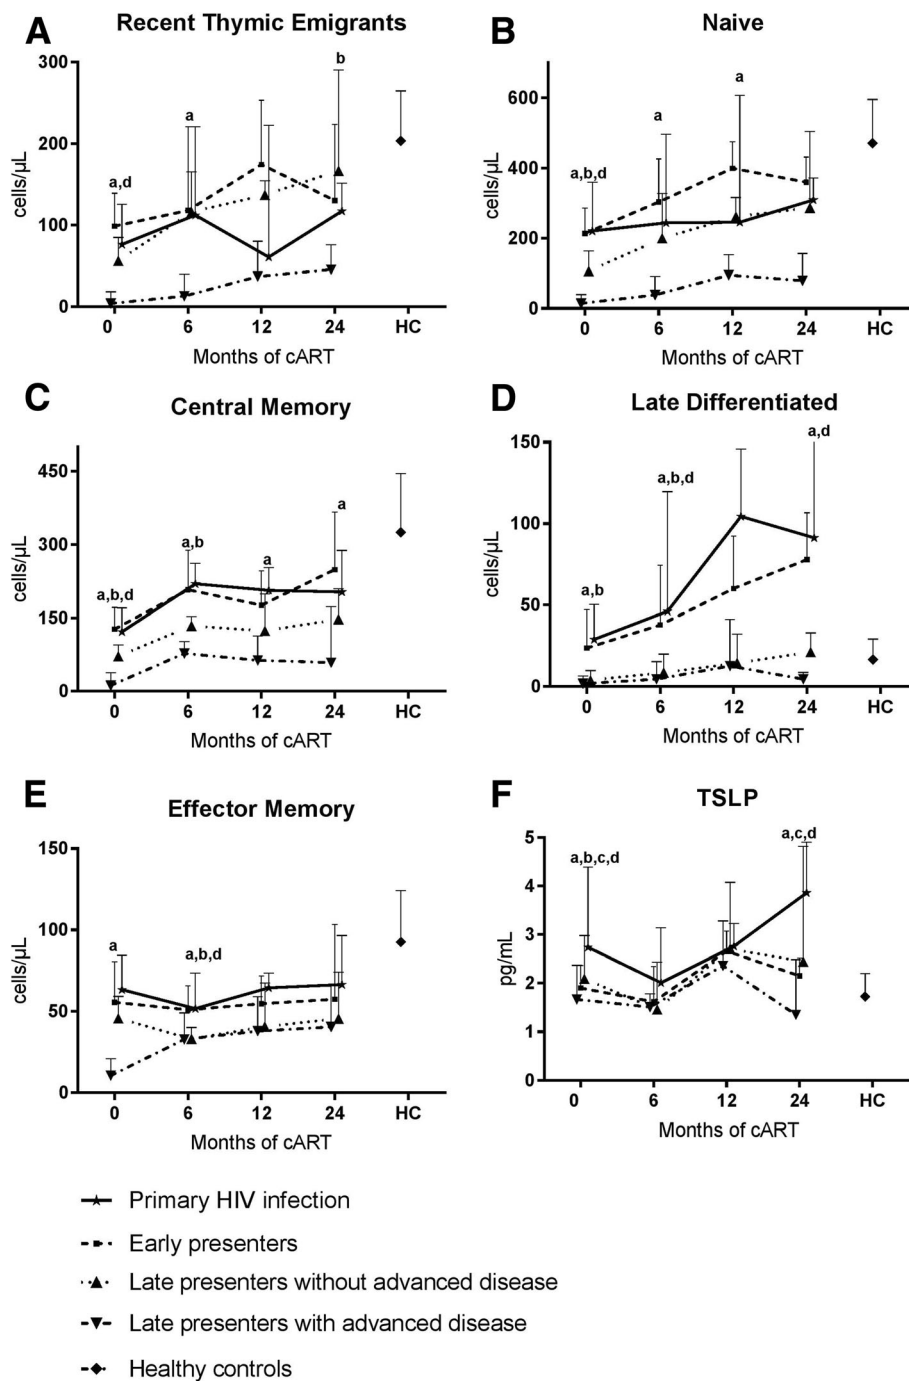 A
Recent Thymic Emigrants
300
200
100
0
cells/µL
a,d
a
b
0 6 12 24 HC
Months of cART
B
Naive
600
400
200
0
cells/µL
a,b,d
a
a
0 6 12 24 HC
Months of cART
C
Central Memory
450
300
150
0
cells/µL
a,b,d
a,b
a
a
0 6 12 24 HC
Months of cART
D
Late Differentiated
150
100
50
0
cells/µL
a,b
a,b,d
a,d
0 6 12 24 HC
Months of cART
E
Effector Memory
150
100
50
0
cells/µL
a
a,b,d
0 6 12 24 HC
Months of cART
F
TSLP
5
4
3
2
1
0
pg/mL
a,b,c,d
a,c,d
0 6 12 24 HC
Months of cART
Primary HIV infection
Early presenters
Late presenters without advanced disease
Late presenters with advanced disease
Healthy controls